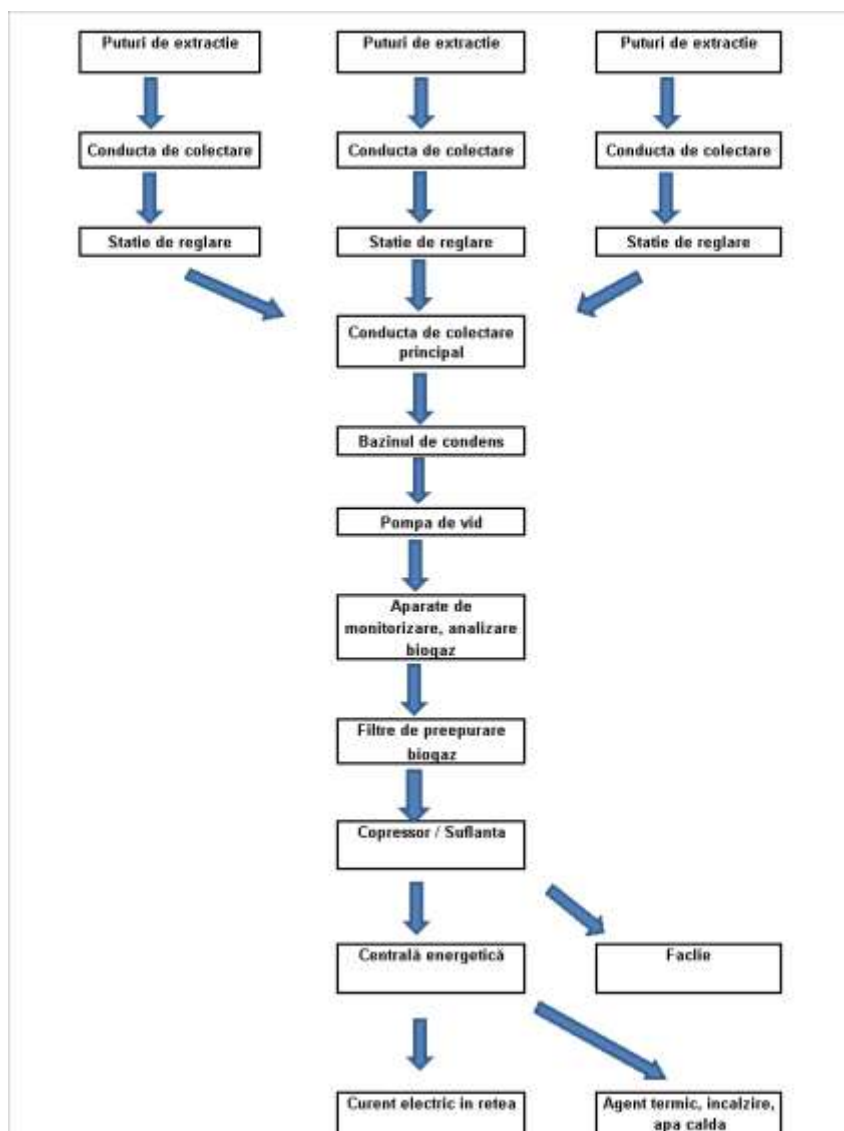 Puturi de extractie
Puturi de extractie
Puturi de extractie
Conducta de colectare
Conducta de colectare
Conducta de colectare
Statie de reglare
Statie de reglare
Statie de reglare
Conducta de colectare
principal
Bazinul de condens
Pompa de vid
Aparate de
monitorizare, analizare
biogaz
Filtre de preepurare
biogaz
Copressor / Suflanta
Centrală energetică
Faclie
Curent electric in retea
Agent termic, incalzire,
apa calda